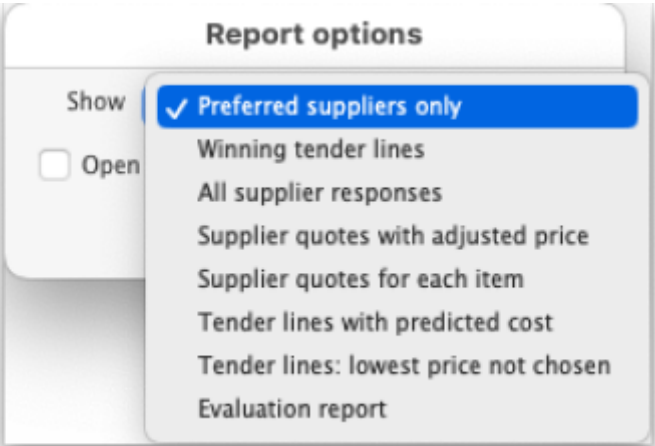 Report options
Show
✓ Preferred suppliers only
Winning tender lines
Open
All supplier responses
Supplier quotes with adjusted price
Supplier quotes for each item
Tender lines with predicted cost
Tender lines: lowest price not chosen
Evaluation report